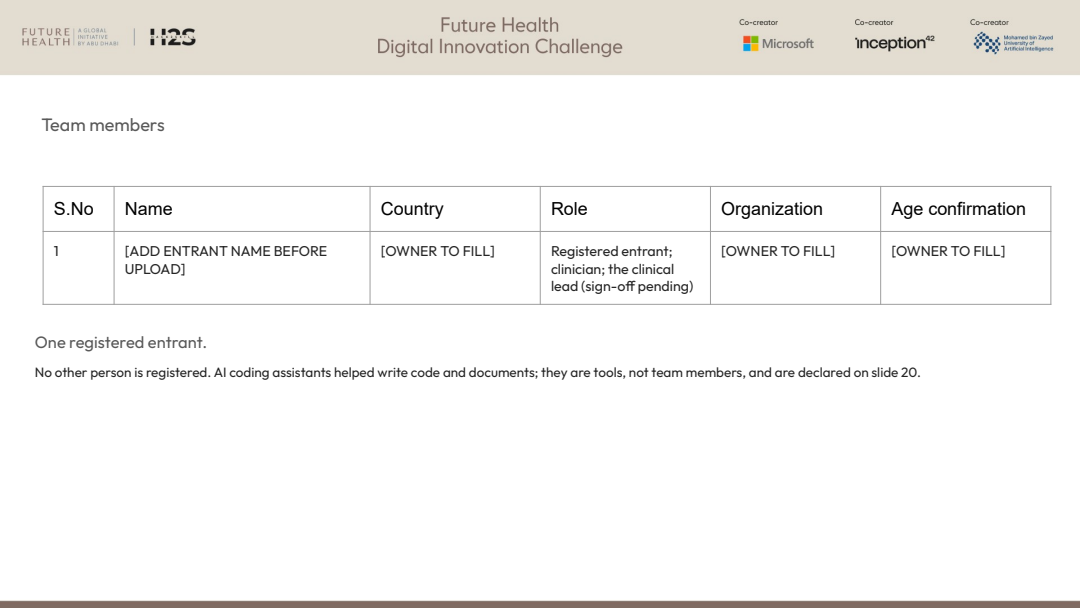 FUTURE HEALTH
A GLOBAL INITIATIVE BY ABU DHABI
H2S
Future Health
Digital Innovation Challenge
Co-creator
Microsoft
Co-creator
inception42
Co-creator
Mohamed bin Zayed
University of
Artificial Intelligence
Team members
S.No Name Country Role Organization Age confirmation
1 [ADD ENTRANT NAME BEFORE UPLOAD] [OWNER TO FILL] Registered entrant; clinician; the clinical lead (sign-off pending) [OWNER TO FILL] [OWNER TO FILL]
One registered entrant.
No other person is registered. AI coding assistants helped write code and documents; they are tools, not team members, and are declared on slide 20.